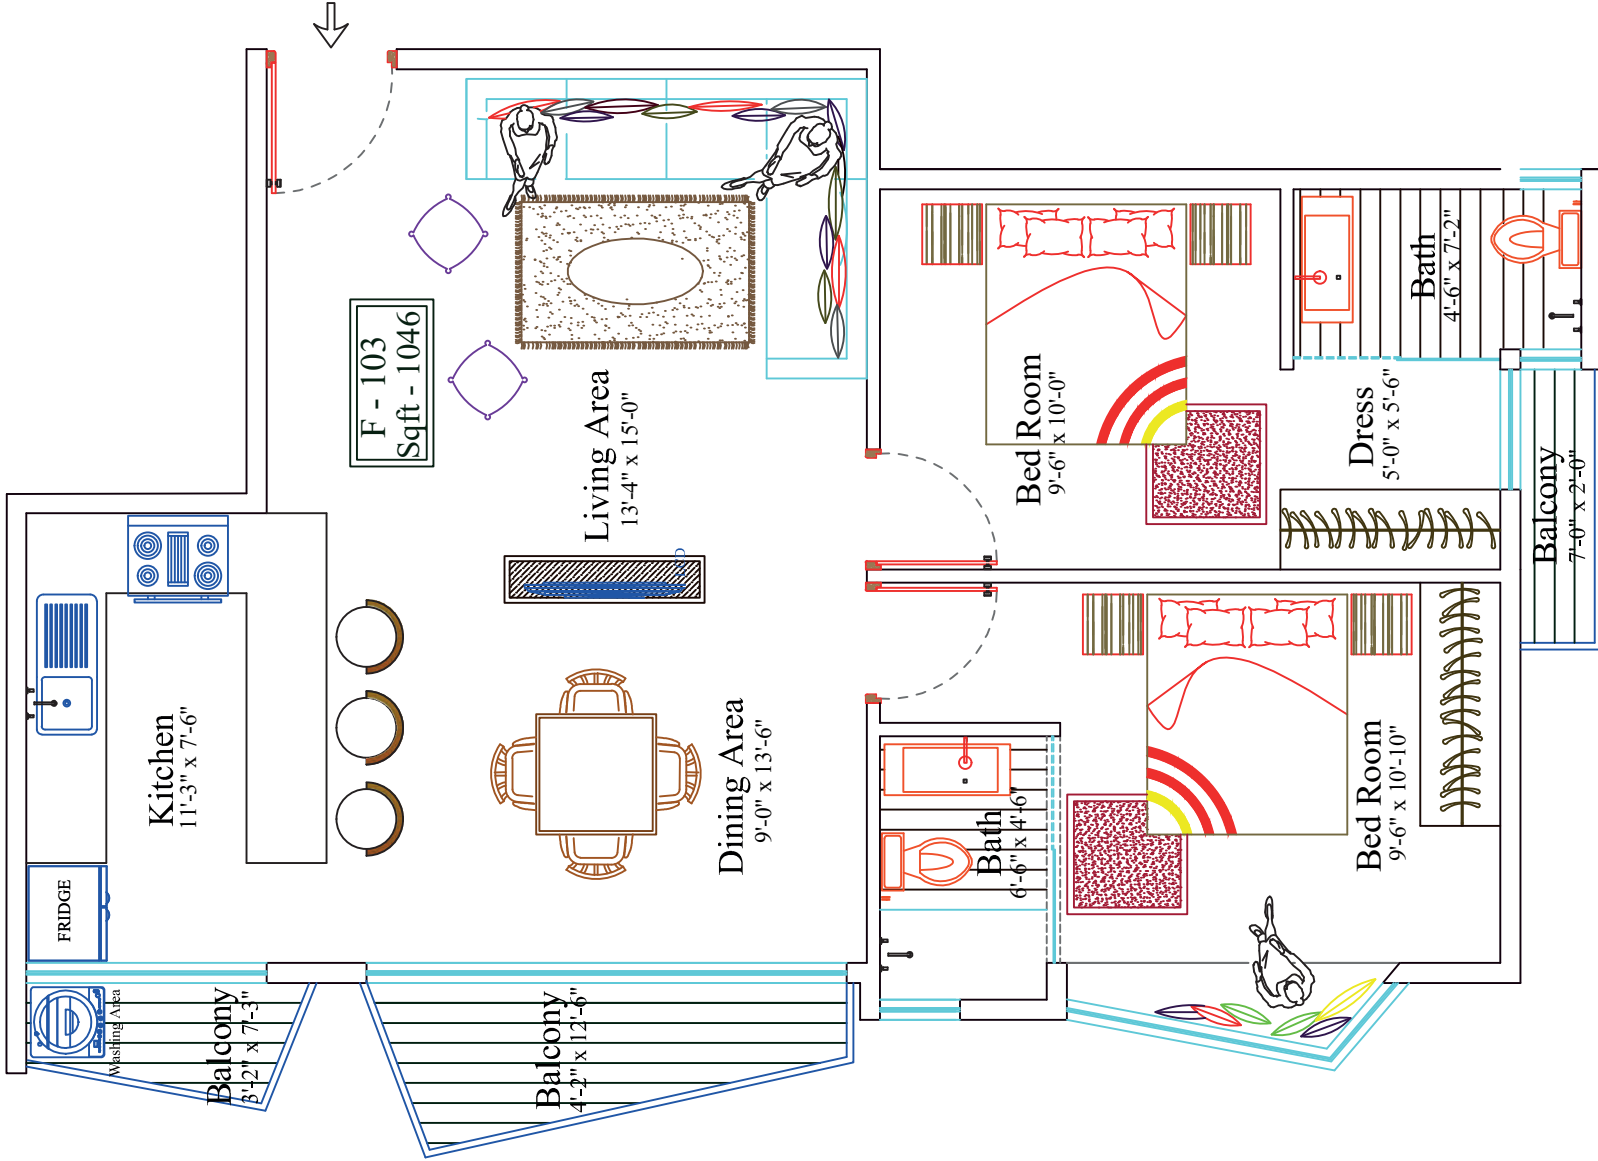 F - 103
Sqft - 1046
Living Area
13'-4" x 15'-0"
LCD
Kitchen
11'-3" x 7'-6"
FRIDGE
Washing Area
Balcony
3'-2" x 7'-3"
Balcony
4'-2" x 12'-6"
Dining Area
9'-0" x 13'-6"
Bed Room
9'-6" x 10'-0"
Bath
4'-6" x 7'-2"
Dress
5'-0" x 5'-6"
Balcony
7'-0" x 2'-0"
Bath
6'-6" x 4'-6"
Bed Room
9'-6" x 10'-10"